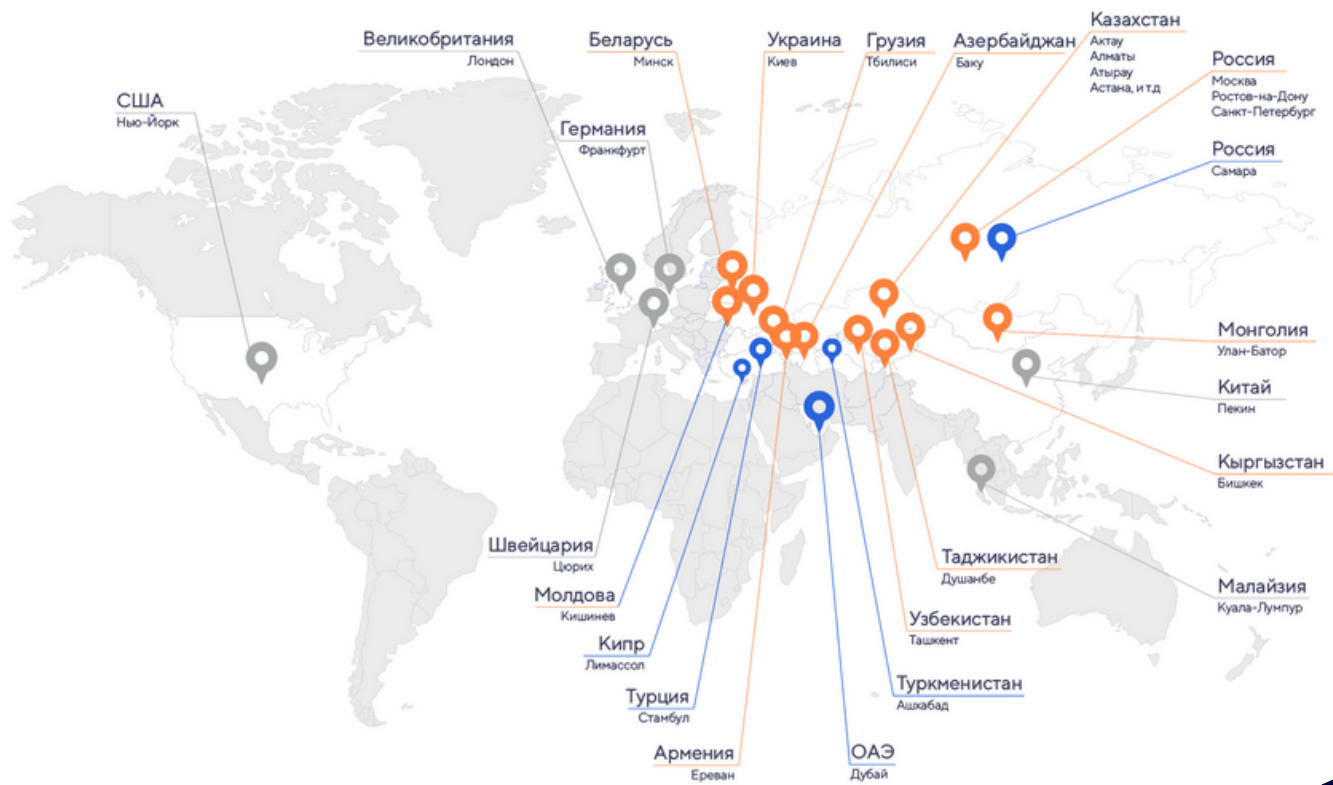 Великобритания
Лондон
Беларусь
Минск
Украина
Киев
Грузия
Тбилиси
Азербайджан
Баку
Казахстан
Актау
Алматы
Атырау
Астана, и т.д
Россия
Москва
Ростов-на-Дону
Санкт-Петербург
США
Нью-Йорк
Германия
Франкфурт
Россия
Самара
Монголия
Улан-Батор
Китай
Пекин
Кыргызстан
Бишкек
Швейцария
Цюрих
Таджикистан
Душанбе
Малайзия
Куала-Лумпур
Молдова
Кишинев
Узбекистан
Ташкент
Кипр
Лимассол
Туркменистан
Ашхабад
Турция
Стамбул
Армения
Ереван
ОАЭ
Дубай